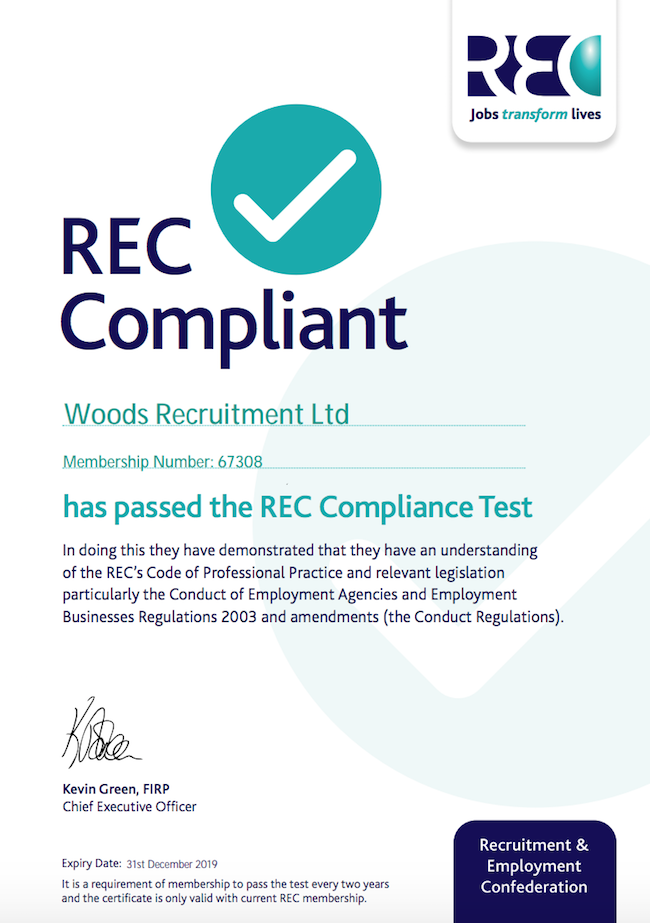 REC
Jobs transform lives
REC
Compliant
Woods Recruitment Ltd
Membership Number: 67308
has passed the REC Compliance Test
In doing this they have demonstrated that they have an understanding
of the REC's Code of Professional Practice and relevant legislation
particularly the Conduct of Employment Agencies and Employment
Businesses Regulations 2003 and amendments (the Conduct Regulations).
Kevin Green, FIRP
Chief Executive Officer
Expiry Date: 31st December 2019
It is a requirement of membership to pass the test every two years
and the certificate is only valid with current REC membership.
Recruitment &
Employment
Confederation